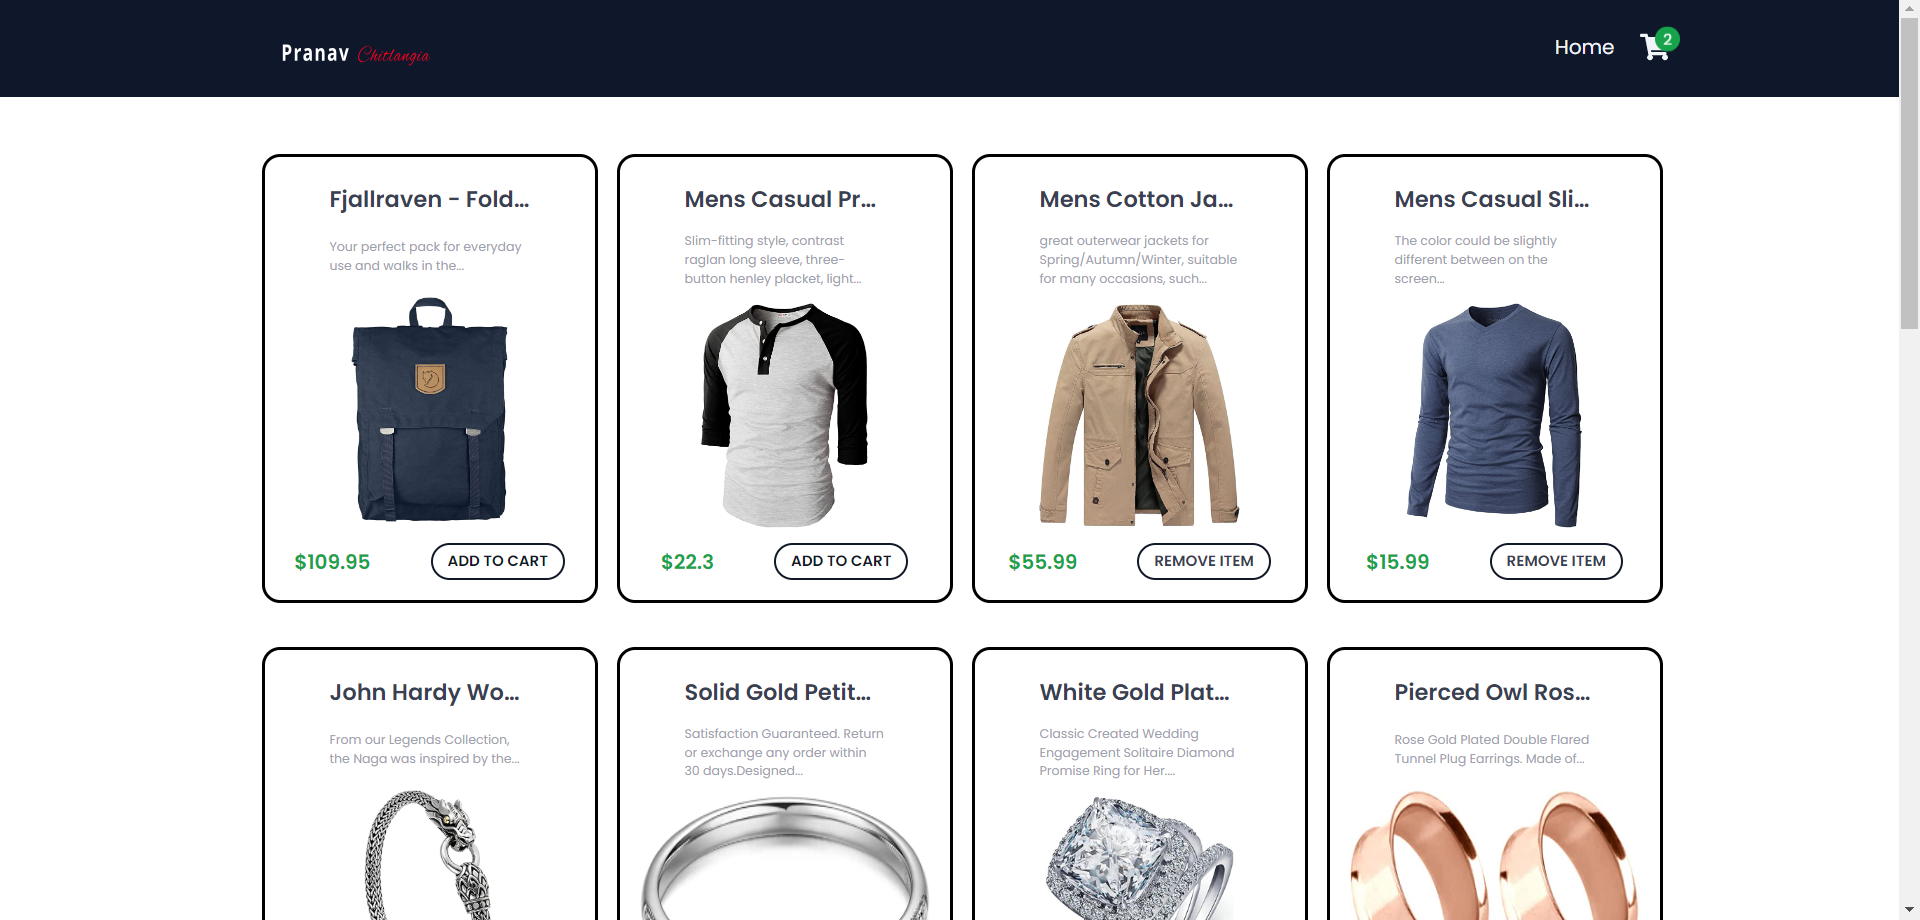 Pranav Chitlangia
Home
2
Fjallraven - Fold...
Your perfect pack for everyday
use and walks in the...
$109.95
ADD TO CART
Mens Casual Pr...
Slim-fitting style, contrast
raglan long sleeve, three-
button henley placket, light...
$22.3
ADD TO CART
Mens Cotton Ja...
great outerwear jackets for
Spring/Autumn/Winter, suitable
for many occasions, such...
$55.99
REMOVE ITEM
Mens Casual Sli...
The color could be slightly
different between on the
screen...
$15.99
REMOVE ITEM
John Hardy Wo...
From our Legends Collection,
the Naga was inspired by the...
Solid Gold Petit...
Satisfaction Guaranteed. Return
or exchange any order within
30 days.Designed...
White Gold Plat...
Classic Created Wedding
Engagement Solitaire Diamond
Promise Ring for Her....
Pierced Owl Ros...
Rose Gold Plated Double Flared
Tunnel Plug Earrings. Made of...